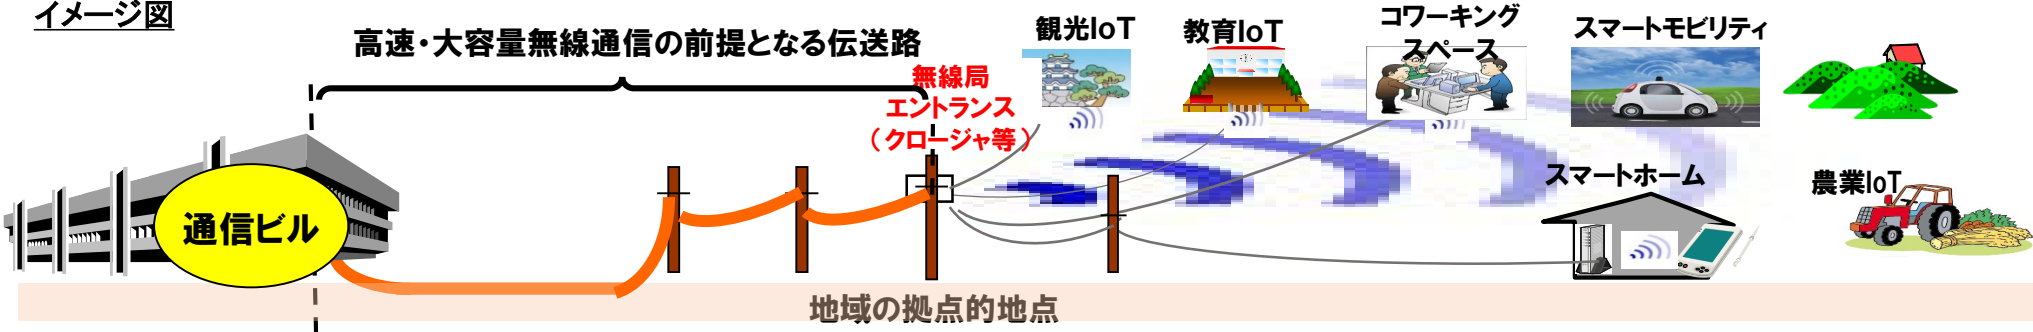 イメージ図
高速・大容量無線通信の前提となる伝送路
無線局
エントランス
（クロージャ等）
観光IoT
教育IoT
コワーキング
スペース
スマートモビリティ
スマートホーム
農業IoT
通信ビル
地域の拠点的地点